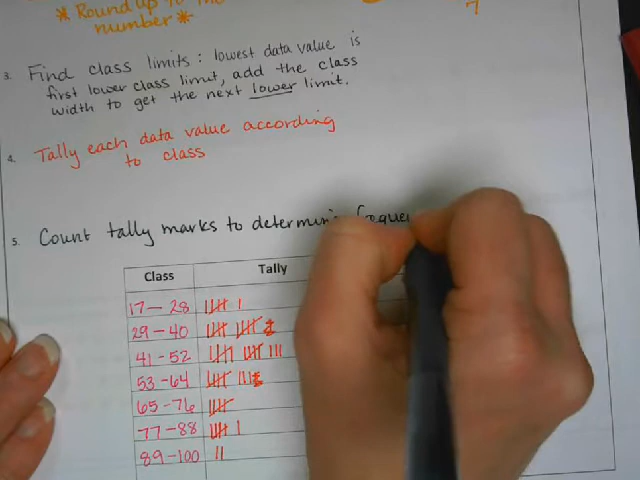 * Round up to the
number *
7
3. Find class limits: lowest data value is
first lower class limit, add the class
width to get the next lower limit.
4. Tally each data value according
to class
5. Count tally marks to determine
Class Tally
17 - 28
29 - 40
41 - 52
53 - 64
65 - 76
77 - 88
89 - 100